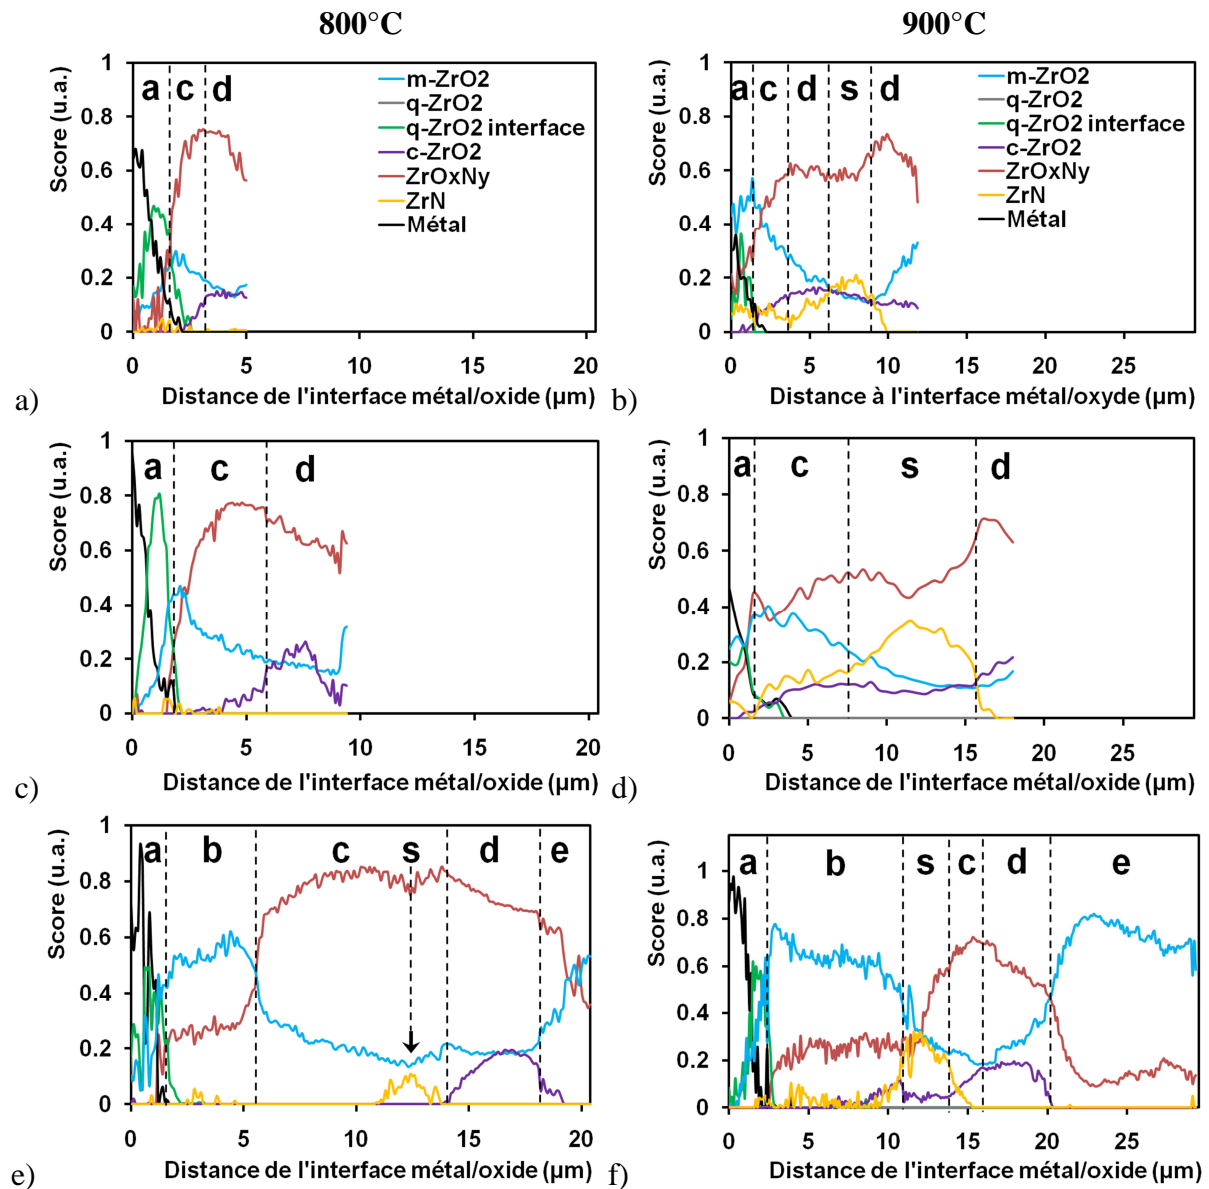 800°C
900°C
Score (u.a.)
1
0.8
0.6
0.4
0.2
0
a c d
m-ZrO2
q-ZrO2
q-ZrO2 interface
c-ZrO2
ZrOxNy
ZrN
Métal
0 5 10 15 20
Distance de l'interface métal/oxide (µm)
a)
Score (u.a.)
1
0.8
0.6
0.4
0.2
0
a c d s d
m-ZrO2
q-ZrO2
q-ZrO2 interface
c-ZrO2
ZrOxNy
ZrN
Métal
0 5 10 15 20 25
Distance à l'interface métal/oxyde (µm)
b)
Score (u.a.)
1
0.8
0.6
0.4
0.2
0
a c d
0 5 10 15 20
Distance de l'interface métal/oxide (µm)
c)
Score (u.a.)
1
0.8
0.6
0.4
0.2
0
a c s d
0 5 10 15 20 25
Distance de l'interface métal/oxide (µm)
d)
Score (u.a.)
1
0.8
0.6
0.4
0.2
0
a b c s d e
0 5 10 15 20
Distance de l'interface métal/oxide (µm)
e)
Score (u.a.)
1
0.8
0.6
0.4
0.2
0
a b s c d e
0 5 10 15 20 25
Distance de l'interface métal/oxide (µm)
f)